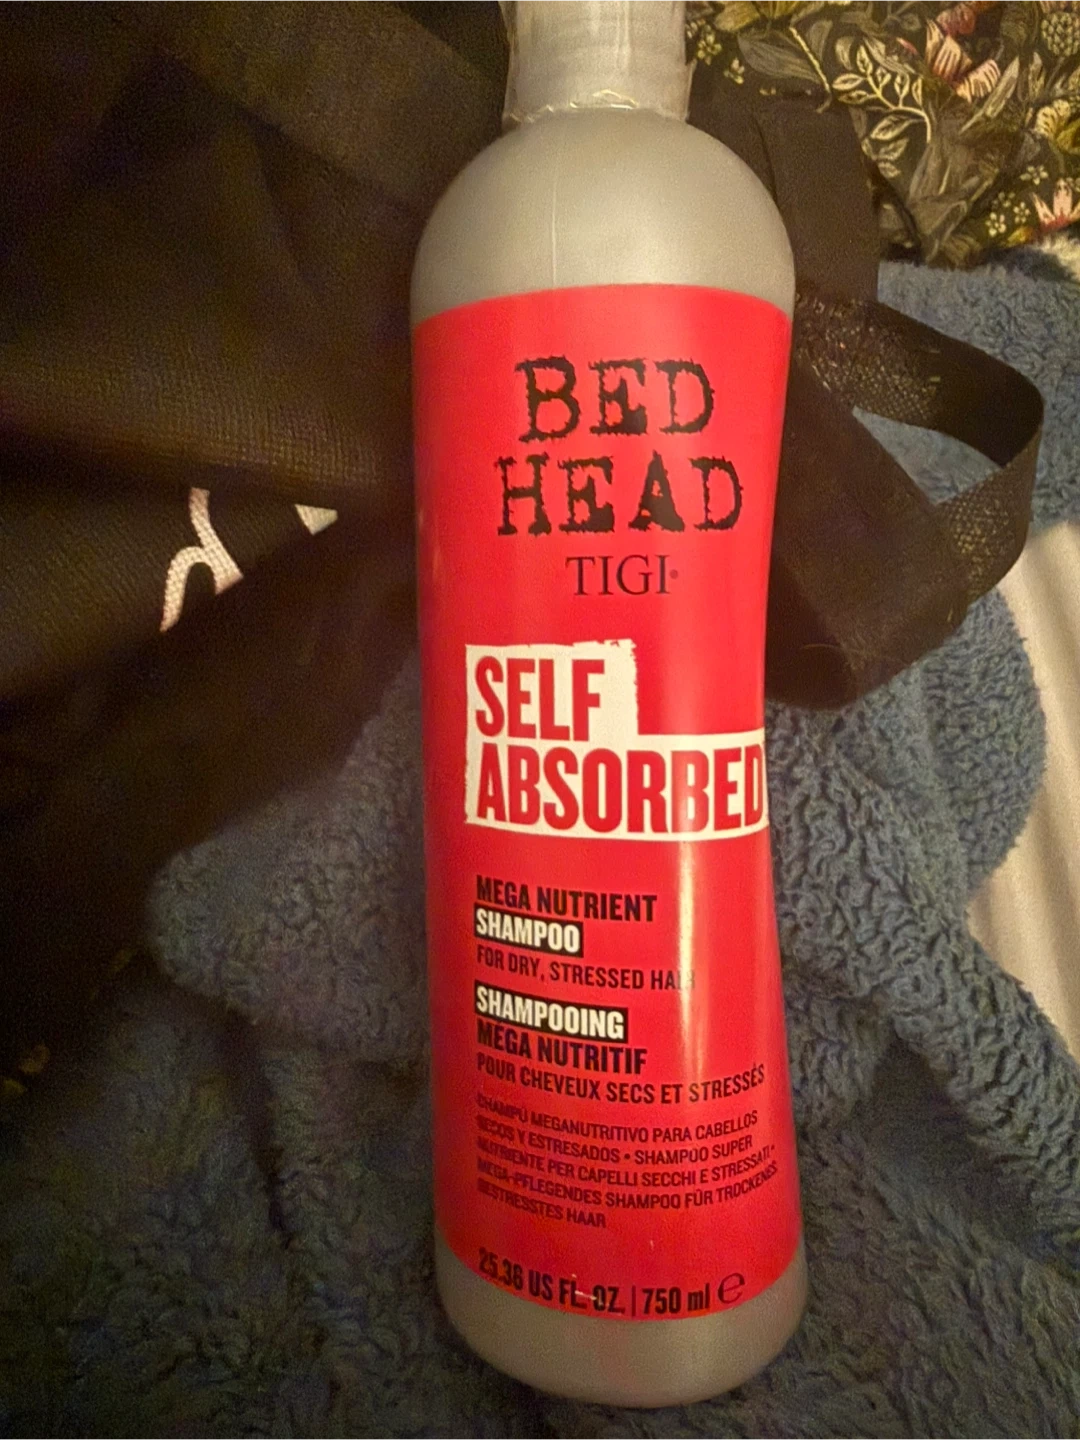 BED
HEAD
TIGI®
SELF
ABSORBED
MEGA NUTRIENT
SHAMPOO
FOR DRY, STRESSED HAIR
SHAMPOOING
MEGA NUTRITIF
POUR CHEVEUX SECS ET STRESSÉS
CHAMPÚ MEGANUTRITIVO PARA CABELLOS
SECOS Y ESTRESADOS • SHAMPOO SUPER
NUTRIENTE PER CAPELLI SECCHI E STRESSATI •
MEGA-PFLEGENDES SHAMPOO FÜR TROCKENES,
GESTRESSTES HAAR
25.36 US FL. OZ. | 750 ml ℮